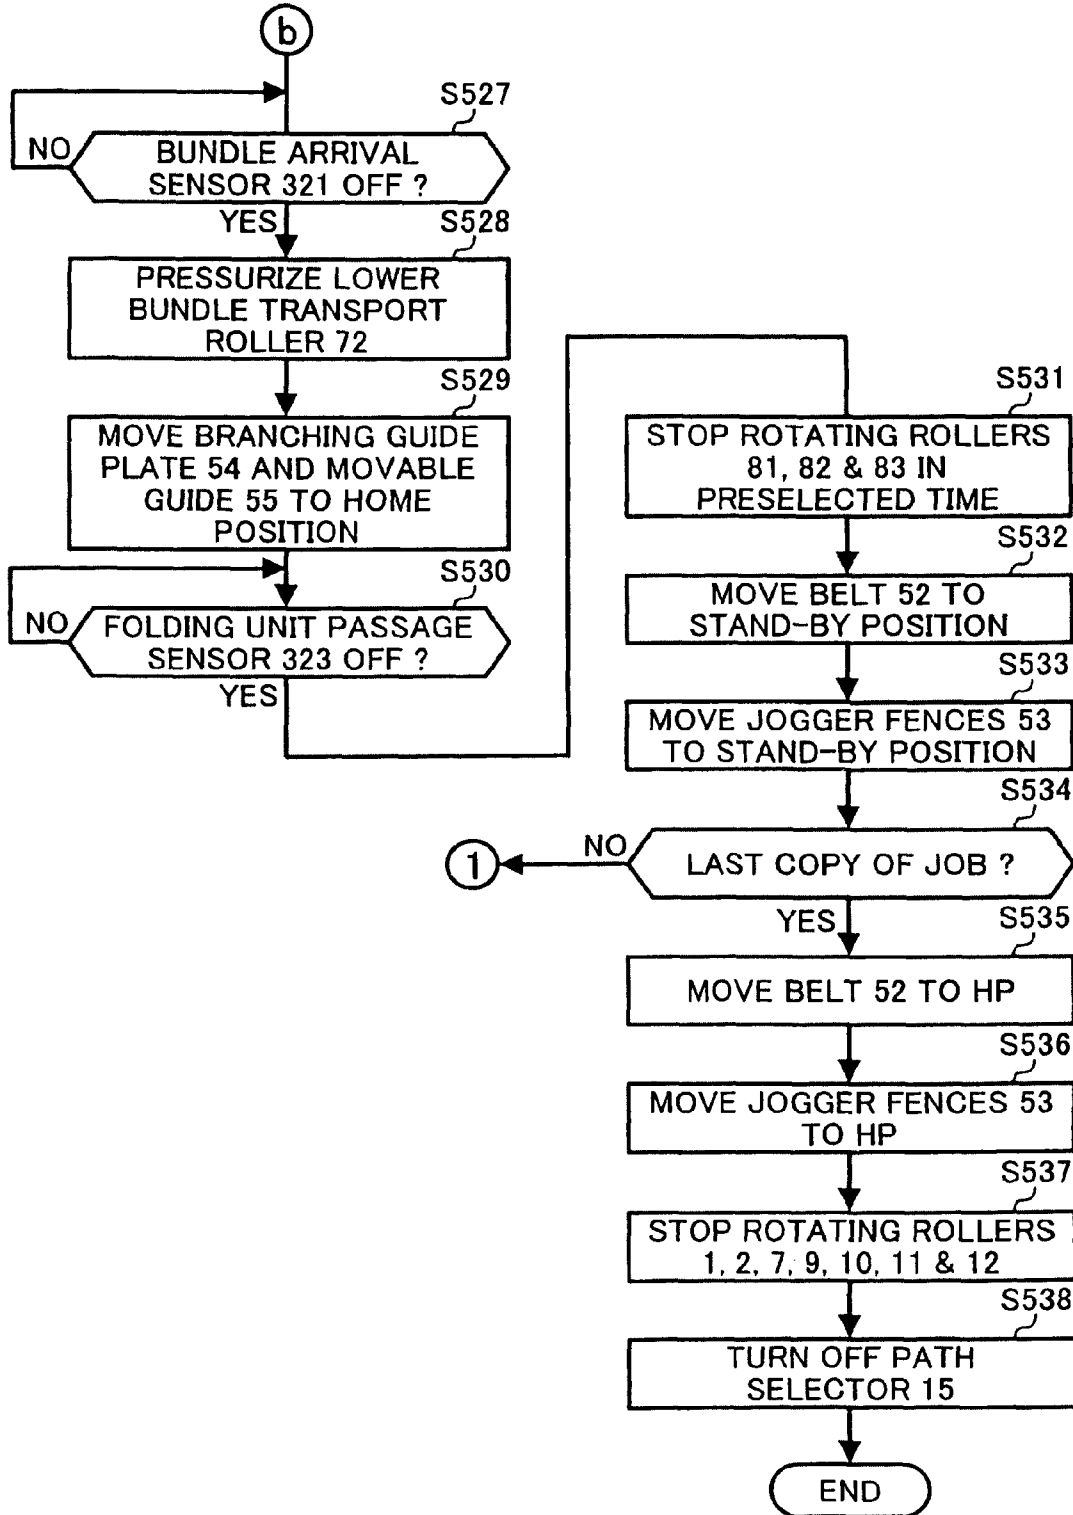 b
S527
NO
BUNDLE ARRIVAL
SENSOR 321 OFF ?
YES
S528
PRESSURIZE LOWER
BUNDLE TRANSPORT
ROLLER 72
S529
MOVE BRANCHING GUIDE
PLATE 54 AND MOVABLE
GUIDE 55 TO HOME
POSITION
S530
NO
FOLDING UNIT PASSAGE
SENSOR 323 OFF ?
YES
S531
STOP ROTATING ROLLERS
81, 82 & 83 IN
PRESELECTED TIME
S532
MOVE BELT 52 TO
STAND-BY POSITION
S533
MOVE JOGGER FENCES 53
TO STAND-BY POSITION
S534
1
NO
LAST COPY OF JOB ?
YES
S535
MOVE BELT 52 TO HP
S536
MOVE JOGGER FENCES 53
TO HP
S537
STOP ROTATING ROLLERS
1, 2, 7, 9, 10, 11 & 12
S538
TURN OFF PATH
SELECTOR 15
END